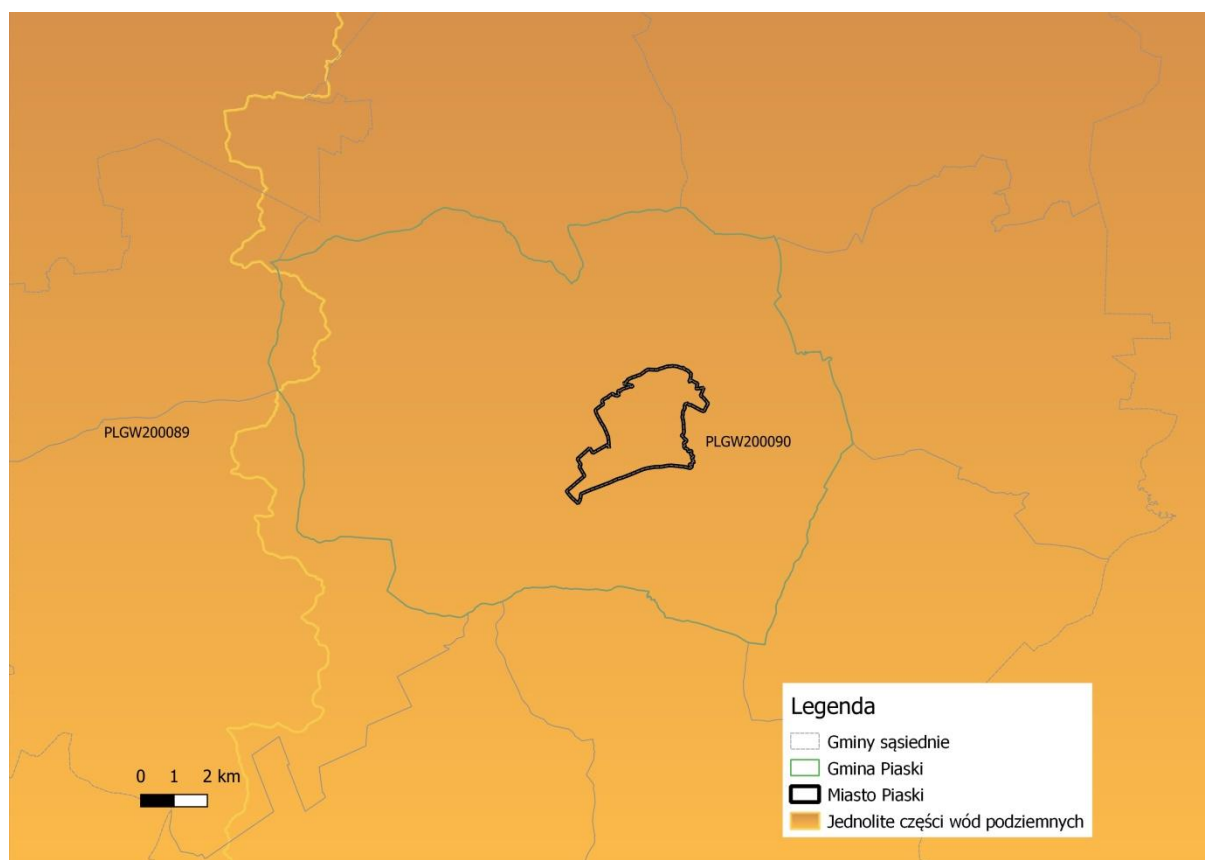 PLGW200089
PLGW200090
Legenda
Gminy sąsiednie
Gmina Piaski
Miasto Piaski
Jednolite części wód podziemnych
0 1 2 km